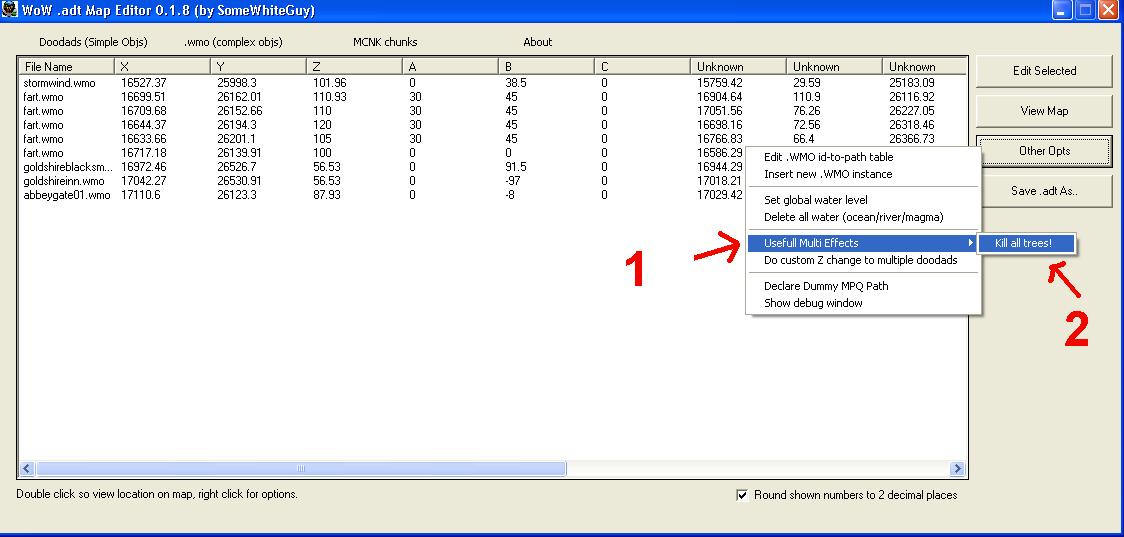 WoW .adt Map Editor 0.1.8 (by SomeWhiteGuy)
Doodads (Simple Objs) .wmo (complex objs) MCNK chunks About
File Name X Y Z A B C Unknown Unknown Unknown
stormwind.wmo 16527.37 25998.3 101.96 0 38.5 0 15759.42 29.59 25183.09
fart.wmo 16699.51 26162.01 110.93 30 45 0 16904.64 110.9 26116.92
fart.wmo 16709.68 26152.66 110 30 45 0 17051.56 76.26 26227.05
fart.wmo 16644.37 26194.3 120 30 45 0 16698.16 72.56 26318.46
fart.wmo 16633.66 26201.1 105 30 45 0 16766.83 66.4 26366.73
fart.wmo 16717.18 26139.91 100 0 0 0 16586.29
goldshireblacksm... 16972.46 26526.7 56.53 0 91.5 0 16944.29
goldshireinn.wmo 17042.27 26530.91 56.53 0 -97 0 17018.21
abbeygate01.wmo 17110.6 26123.3 87.93 0 -8 0 17029.42
Edit Selected
View Map
Other Opts
Save .adt As..
Edit .WMO id-to-path table
Insert new .WMO instance
Set global water level
Delete all water (ocean/river/magma)
Usefull Multi Effects
Kill all trees!
Do custom Z change to multiple doodads
Declare Dummy MPQ Path
Show debug window
1
2
Double click so view location on map, right click for options.
Round shown numbers to 2 decimal places